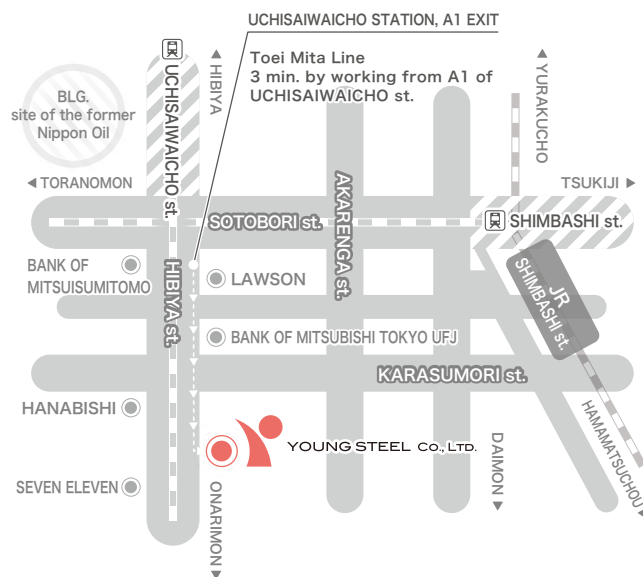 UCHISAIWAICHO STATION, A1 EXIT
Toei Mita Line
3 min. by working from A1 of
UCHISAIWAICHO st.
UCHISAIWAICHO st.
HIBIYA
YURAKUCHO
BLG.
site of the former
Nippon Oil
TORANOMON
TSUKIJI
SOTOBORI st.
AKARENGA st.
SHIMBASHI st.
BANK OF
MITSUISUMITOMO
HIBIYA st.
LAWSON
JR
SHIMBASHI st.
BANK OF MITSUBISHI TOKYO UFJ
KARASUMORI st.
HANABISHI
YOUNG STEEL CO., LTD.
HAMAMATSUCHOU
DAIMON
SEVEN ELEVEN
ONARIMON